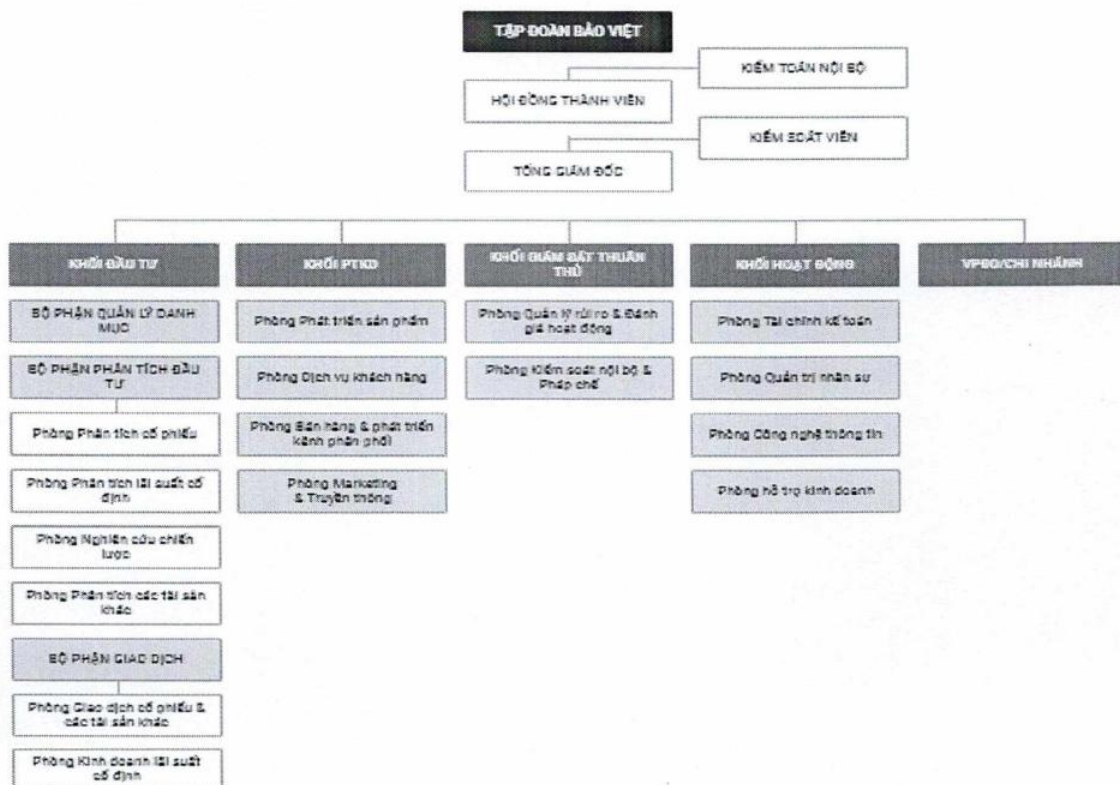 TẬP ĐOÀN BẢO VIỆT
KIỂM TOÁN NỘI BỘ
HỘI ĐỒNG THÀNH VIÊN
KIỂM SOÁT VIÊN
TỔNG GIÁM ĐỐC
KHỐI ĐẦU TƯ
BỘ PHẬN QUẢN LÝ DANH
MỤC
BỘ PHẬN PHÂN TÍCH ĐẦU
TƯ
Phòng Phân tích cổ phiếu
Phòng Phân tích lãi suất cố
định
Phòng Nghiên cứu chiến
lược
Phòng Phân tích các tài sản
khác
BỘ PHẬN GIAO DỊCH
Phòng Giao dịch cổ phiếu &
các tài sản khác
Phòng Kinh doanh lãi suất
cố định
KHỐI PTKD
Phòng Phát triển sản phẩm
Phòng Dịch vụ khách hàng
Phòng Bán hàng & phát triển
kênh phân phối
Phòng Marketing
& Truyền thông
KHỐI GIÁM SÁT TUÂN
THỦ
Phòng Quản lý rủi ro & Đánh
giá hoạt động
Phòng Kiểm soát nội bộ &
Pháp chế
KHỐI HOẠT ĐỘNG
Phòng Tài chính kế toán
Phòng Quản trị nhân sự
Phòng Công nghệ thông tin
Phòng hỗ trợ kinh doanh
VPĐD/CHI NHÁNH